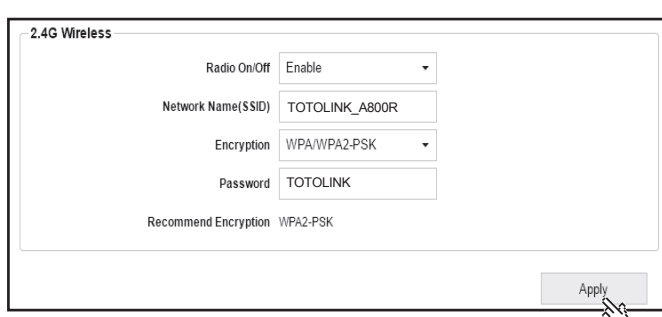 2.4G Wireless
Radio On/Off Enable
Network Name(SSID) TOTOLINK_A800R
Encryption WPA/WPA2-PSK
Password TOTOLINK
Recommend Encryption WPA2-PSK
Apply